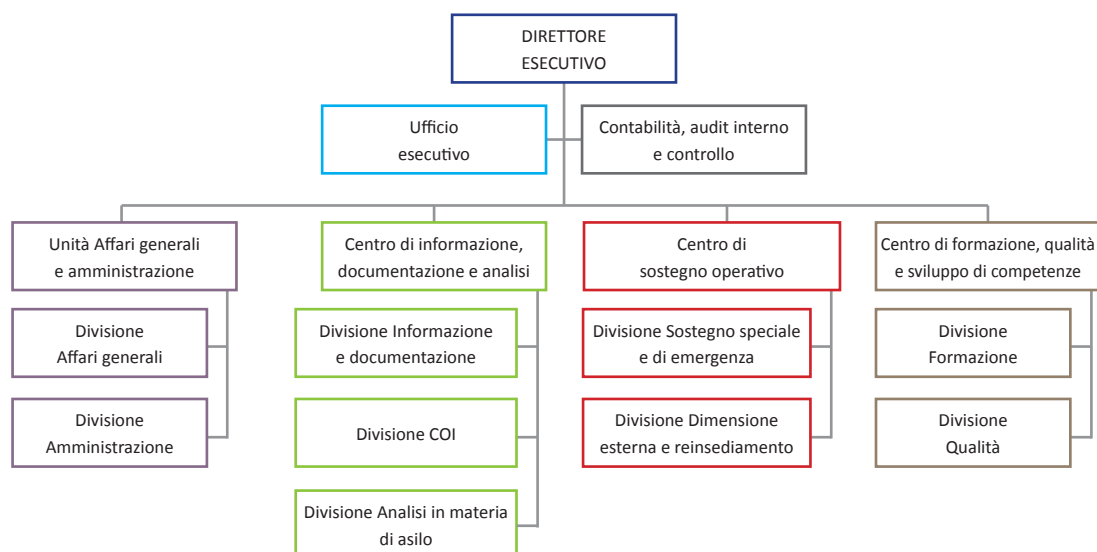 DIRETTORE
ESECUTIVO
Ufficio
esecutivo
Contabilità, audit interno
e controllo
Unità Affari generali
e amministrazione
Centro di informazione,
documentazione e analisi
Centro di
sostegno operativo
Centro di formazione, qualità
e sviluppo di competenze
Divisione
Affari generali
Divisione Informazione
e documentazione
Divisione Sostegno speciale
e di emergenza
Divisione
Formazione
Divisione
Amministrazione
Divisione COI
Divisione Dimensione
esterna e reinsediamento
Divisione
Qualità
Divisione Analisi in materia
di asilo